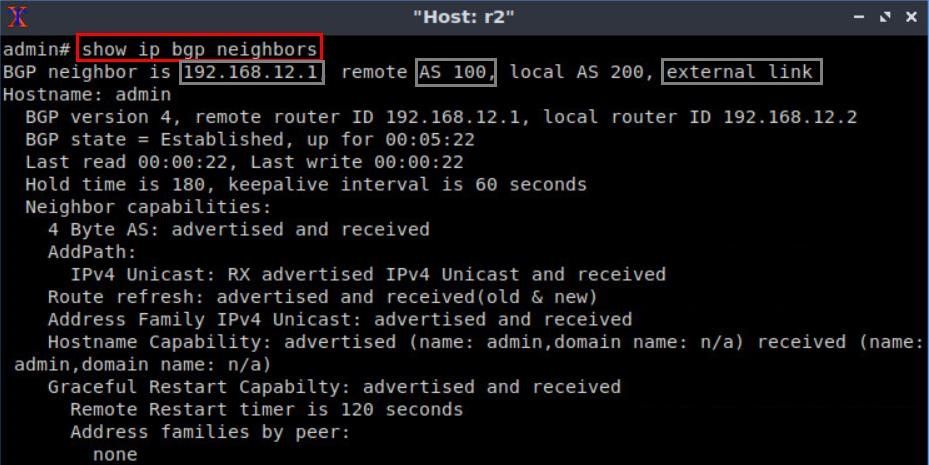 "Host: r2"
admin# show ip bgp neighbors
BGP neighbor is 192.168.12.1, remote AS 100, local AS 200, external link
Hostname: admin
BGP version 4, remote router ID 192.168.12.1, local router ID 192.168.12.2
BGP state = Established, up for 00:05:22
Last read 00:00:22, Last write 00:00:22
Hold time is 180, keepalive interval is 60 seconds
Neighbor capabilities:
4 Byte AS: advertised and received
AddPath:
IPv4 Unicast: RX advertised IPv4 Unicast and received
Route refresh: advertised and received(old & new)
Address Family IPv4 Unicast: advertised and received
Hostname Capability: advertised (name: admin,domain name: n/a) received (name:
admin,domain name: n/a)
Graceful Restart Capabilty: advertised and received
Remote Restart timer is 120 seconds
Address families by peer:
none